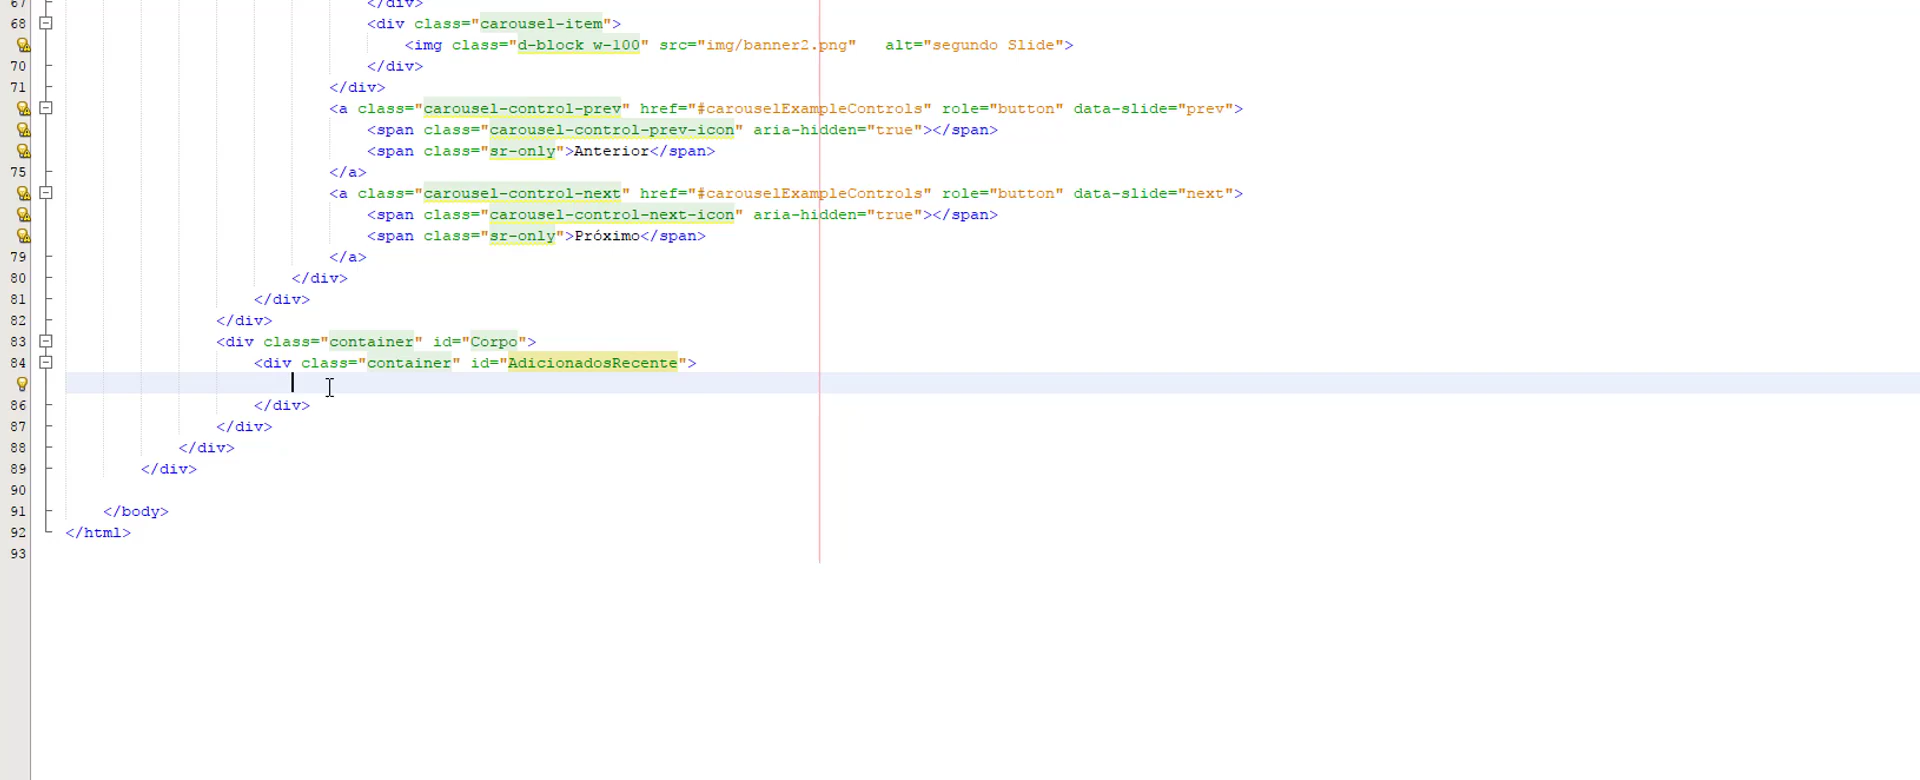 67 </div>
68 <div class="carousel-item">
<img class="d-block w-100" src="img/banner2.png"   alt="segundo Slide">
70 </div>
71 </div>
<a class="carousel-control-prev" href="#carouselExampleControls" role="button" data-slide="prev">
<span class="carousel-control-prev-icon" aria-hidden="true"></span>
<span class="sr-only">Anterior</span>
75 </a>
<a class="carousel-control-next" href="#carouselExampleControls" role="button" data-slide="next">
<span class="carousel-control-next-icon" aria-hidden="true"></span>
<span class="sr-only">Próximo</span>
79 </a>
80 </div>
81 </div>
82 </div>
83 <div class="container" id="Corpo">
84 <div class="container" id="AdicionadosRecente">
86 </div>
87 </div>
88 </div>
89 </div>
90
91 </body>
92 </html>
93